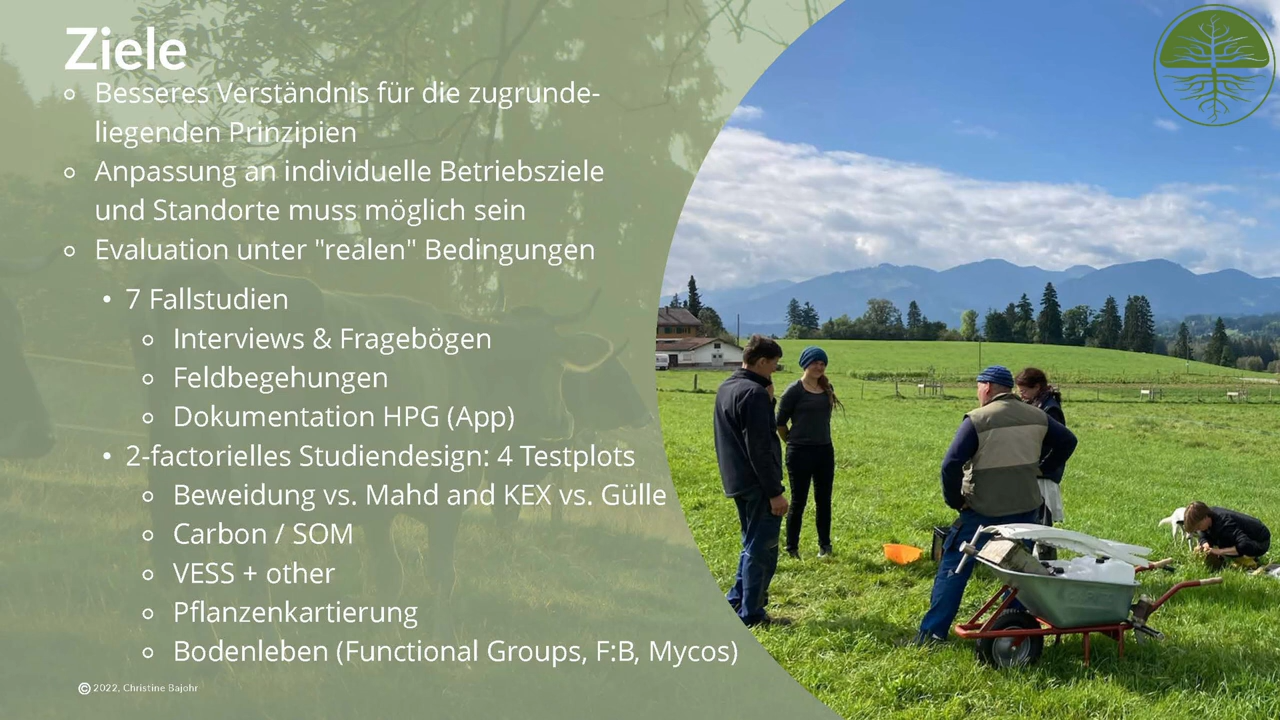 Ziele
Besseres Verständnis für die zugrunde-
liegenden Prinzipien
Anpassung an individuelle Betriebsziele
und Standorte muss möglich sein
Evaluation unter "realen" Bedingungen
7 Fallstudien
Interviews & Fragebögen
Feldbegehungen
Dokumentation HPG (App)
2-factorielles Studiendesign: 4 Testplots
Beweidung vs. Mahd and KEX vs. Gülle
Carbon / SOM
VESS + other
Pflanzenkartierung
Bodenleben (Functional Groups, F:B, Mycos)
© 2022, Christine Bajohr